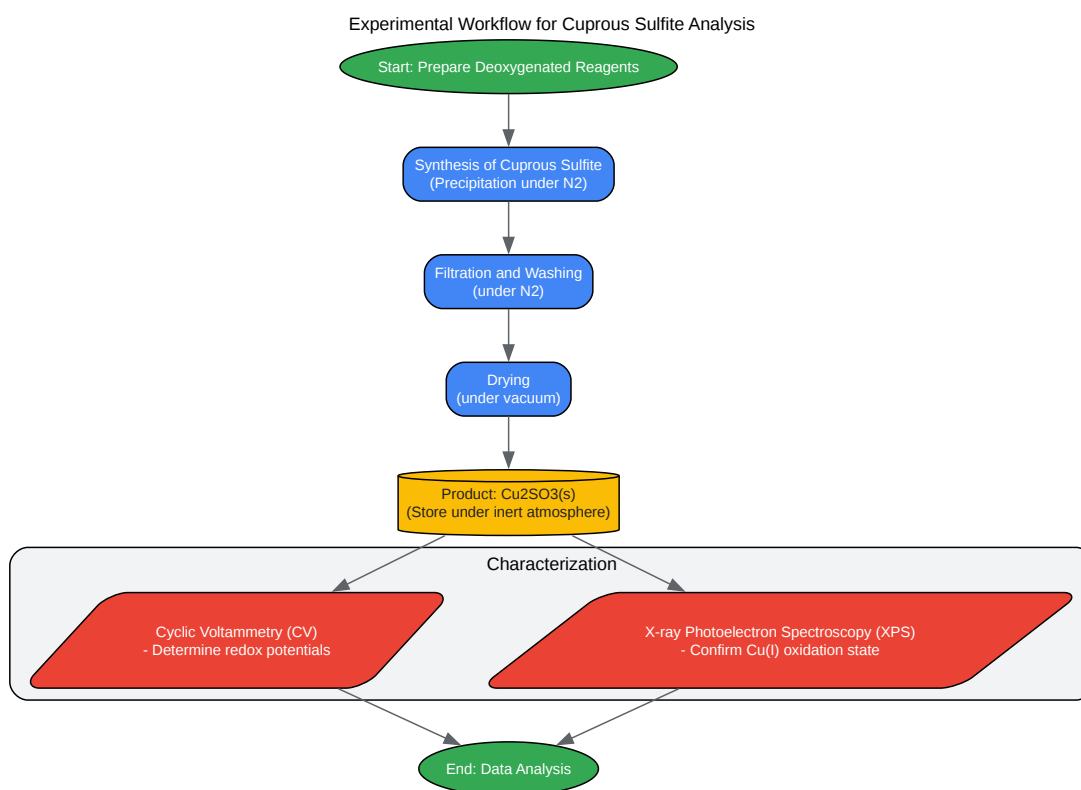 Experimental Workflow for Cuprous Sulfite Analysis
Start: Prepare Deoxygenated Reagents
Synthesis of Cuprous Sulfite
(Precipitation under N2)
Filtration and Washing
(under N2)
Drying
(under vacuum)
Product: Cu2SO3(s)
(Store under inert atmosphere)
Characterization
Cyclic Voltammetry (CV)
- Determine redox potentials
X-ray Photoelectron Spectroscopy (XPS)
- Confirm Cu(I) oxidation state
End: Data Analysis